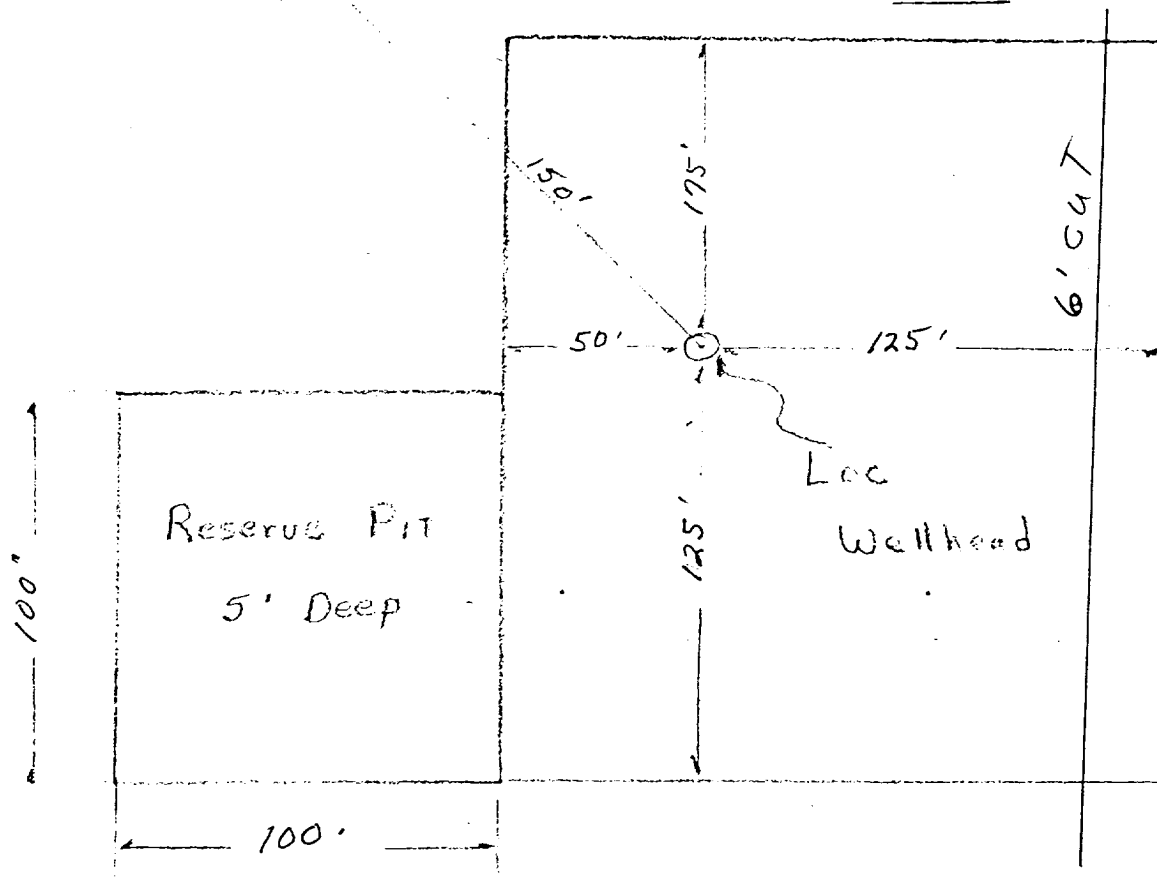 150'
175'
6' CUT
50'
125'
Loc
Wellhead
125'
Reserve PIT
5' Deep
100"
100'